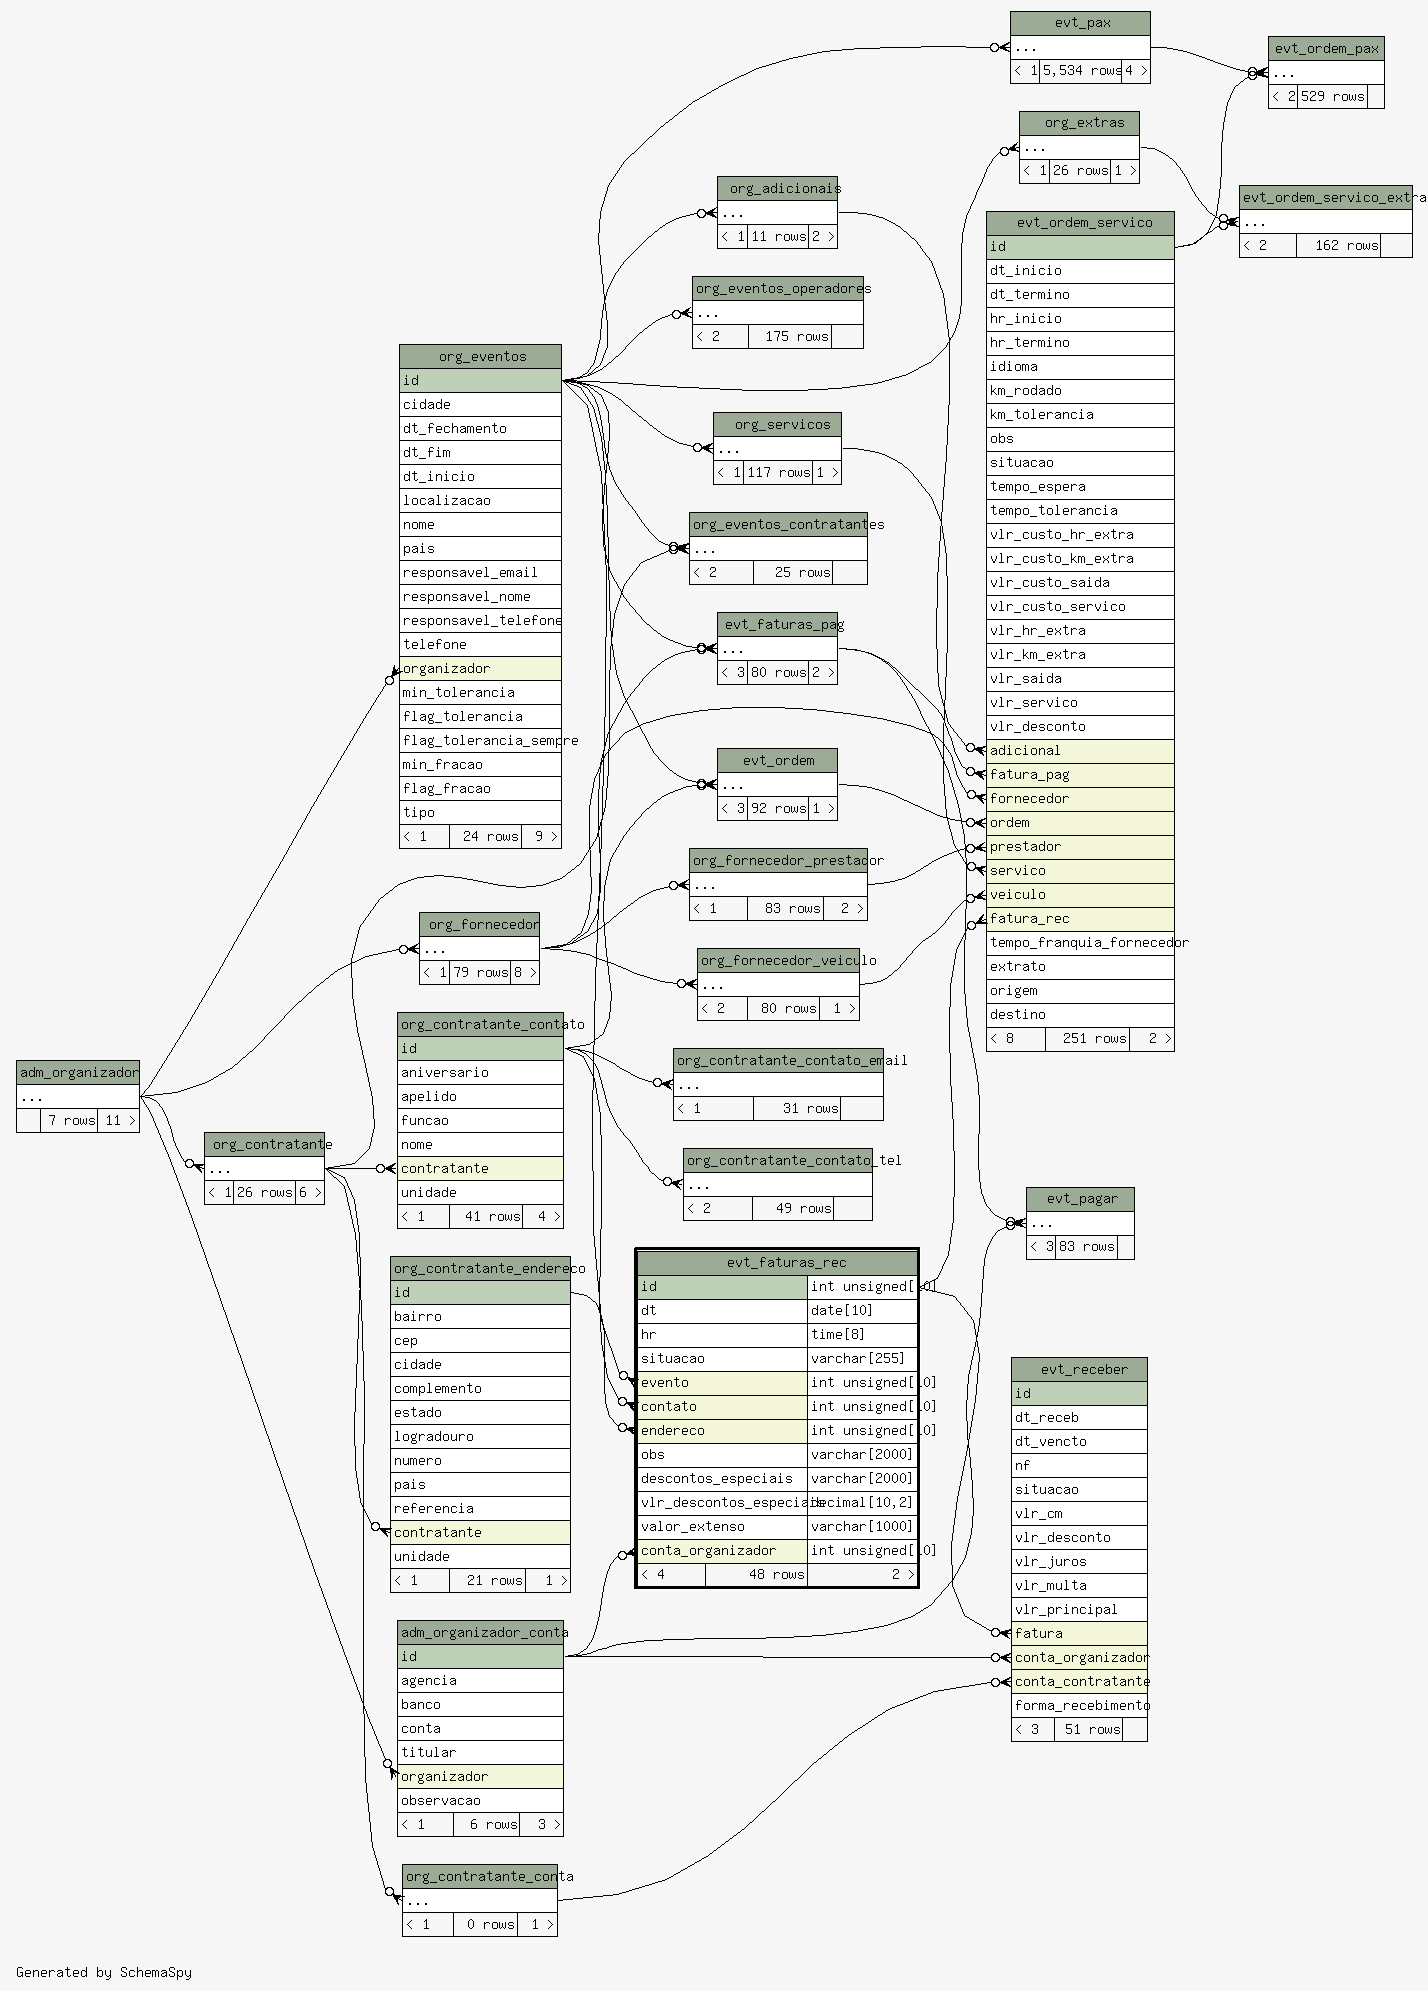 evt_pax
...
< 1 5,534 rows 4 >
evt_ordem_pax
...
< 2 529 rows
org_extras
...
< 1 26 rows 1 >
evt_ordem_servico_extra
...
< 2 162 rows
org_adicionais
...
< 1 11 rows 2 >
org_eventos_operadores
...
< 2 175 rows
org_servicos
...
< 1 117 rows 1 >
org_eventos_contratantes
...
< 2 25 rows
evt_faturas_pag
...
< 3 80 rows 2 >
evt_ordem
...
< 3 92 rows 1 >
org_fornecedor_prestador
...
< 1 83 rows 2 >
org_fornecedor_veiculo
...
< 2 80 rows 1 >
org_contratante_contato_email
...
< 1 31 rows
org_contratante_contato_tel
...
< 2 49 rows
evt_ordem_servico
id
dt_inicio
dt_termino
hr_inicio
hr_termino
idioma
km_rodado
km_tolerancia
obs
situacao
tempo_espera
tempo_tolerancia
vlr_custo_hr_extra
vlr_custo_km_extra
vlr_custo_saida
vlr_custo_servico
vlr_hr_extra
vlr_km_extra
vlr_saida
vlr_servico
vlr_desconto
adicional
fatura_pag
fornecedor
ordem
prestador
servico
veiculo
fatura_rec
tempo_franquia_fornecedor
extrato
origem
destino
< 8 251 rows 2 >
org_eventos
id
cidade
dt_fechamento
dt_fim
dt_inicio
localizacao
nome
pais
responsavel_email
responsavel_nome
responsavel_telefone
telefone
organizador
min_tolerancia
flag_tolerancia
flag_tolerancia_sempre
min_fracao
flag_fracao
tipo
< 1 24 rows 9 >
org_fornecedor
...
< 1 79 rows 8 >
org_contratante_contato
id
aniversario
apelido
funcao
nome
contratante
unidade
< 1 41 rows 4 >
adm_organizador
...
7 rows 11 >
org_contratante
...
< 1 26 rows 6 >
evt_pagar
...
< 3 83 rows
org_contratante_endereco
id
bairro
cep
cidade
complemento
estado
logradouro
numero
pais
referencia
contratante
unidade
< 1 21 rows 1 >
evt_faturas_rec
id int unsigned[10]
dt date[10]
hr time[8]
situacao varchar[255]
evento int unsigned[10]
contato int unsigned[10]
endereco int unsigned[10]
obs varchar[2000]
descontos_especiais varchar[2000]
vlr_descontos_especiais decimal[10,2]
valor_extenso varchar[1000]
conta_organizador int unsigned[10]
< 4 48 rows 2 >
evt_receber
id
dt_receb
dt_vencto
nf
situacao
vlr_cm
vlr_desconto
vlr_juros
vlr_multa
vlr_principal
fatura
conta_organizador
conta_contratante
forma_recebimento
< 3 51 rows
adm_organizador_conta
id
agencia
banco
conta
titular
organizador
observacao
< 1 6 rows 3 >
org_contratante_conta
...
< 1 0 rows 1 >
Generated by SchemaSpy